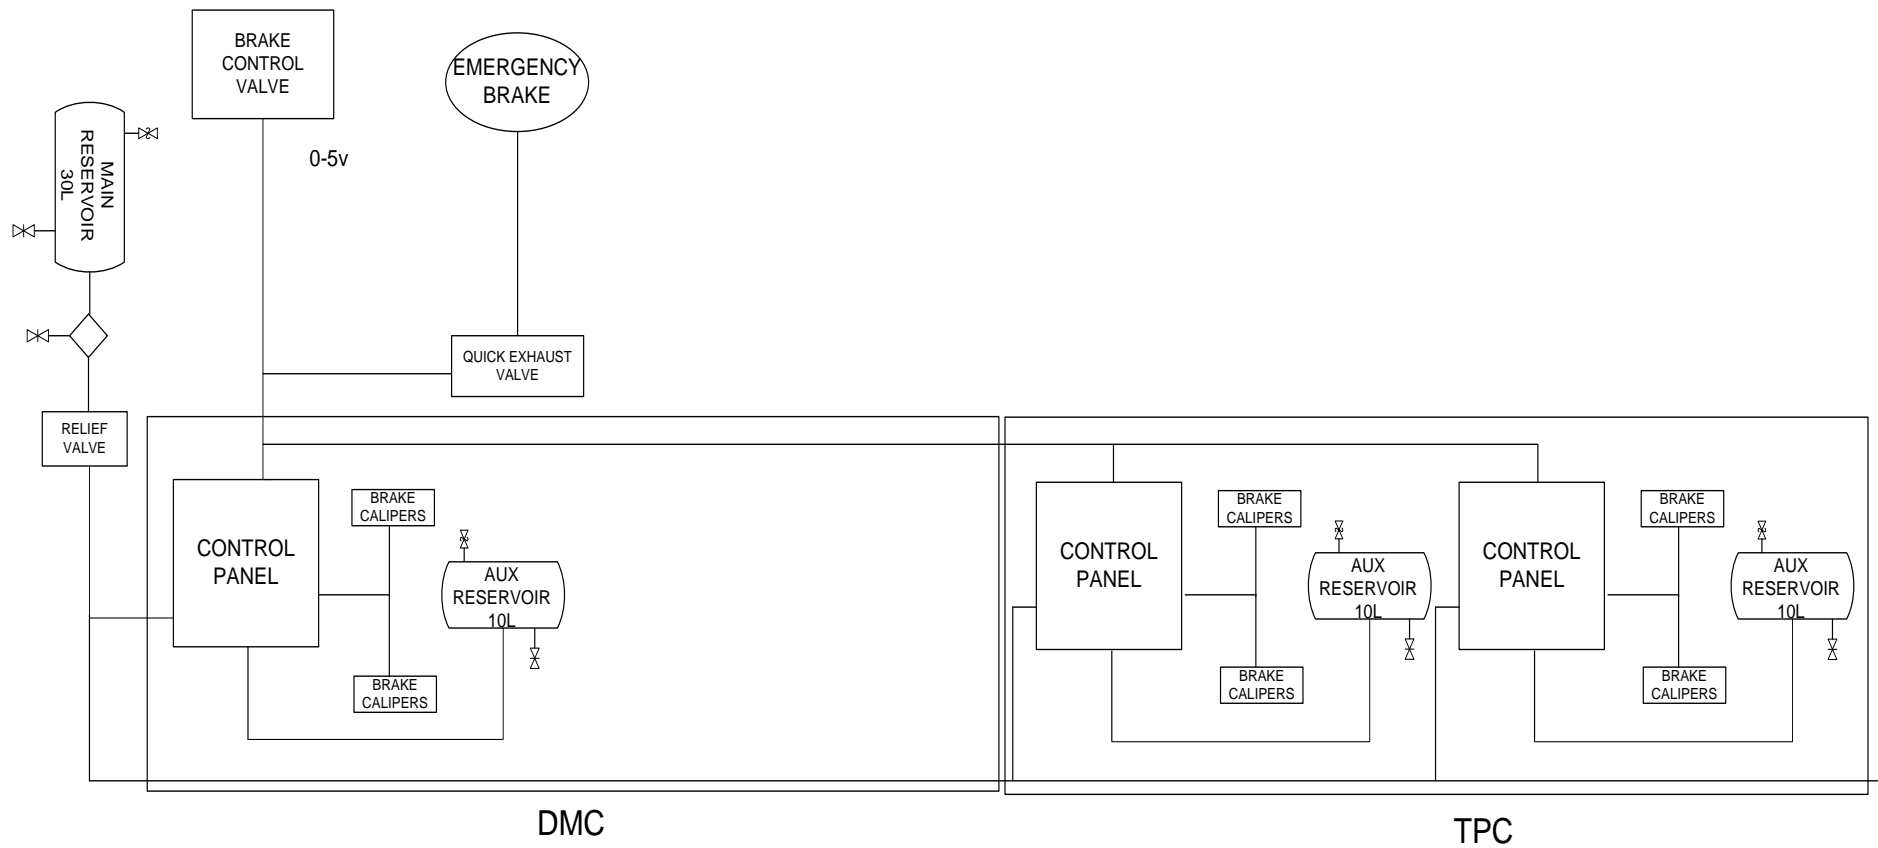 BRAKE
CONTROL
VALVE
EMERGENCY
BRAKE
MAIN
RESERVOIR
30L
0-5v
QUICK EXHAUST
VALVE
RELIEF
VALVE
CONTROL
PANEL
BRAKE
CALIPERS
AUX
RESERVOIR
10L
BRAKE
CALIPERS
CONTROL
PANEL
BRAKE
CALIPERS
AUX
RESERVOIR
10L
BRAKE
CALIPERS
CONTROL
PANEL
BRAKE
CALIPERS
AUX
RESERVOIR
10L
BRAKE
CALIPERS
DMC
TPC